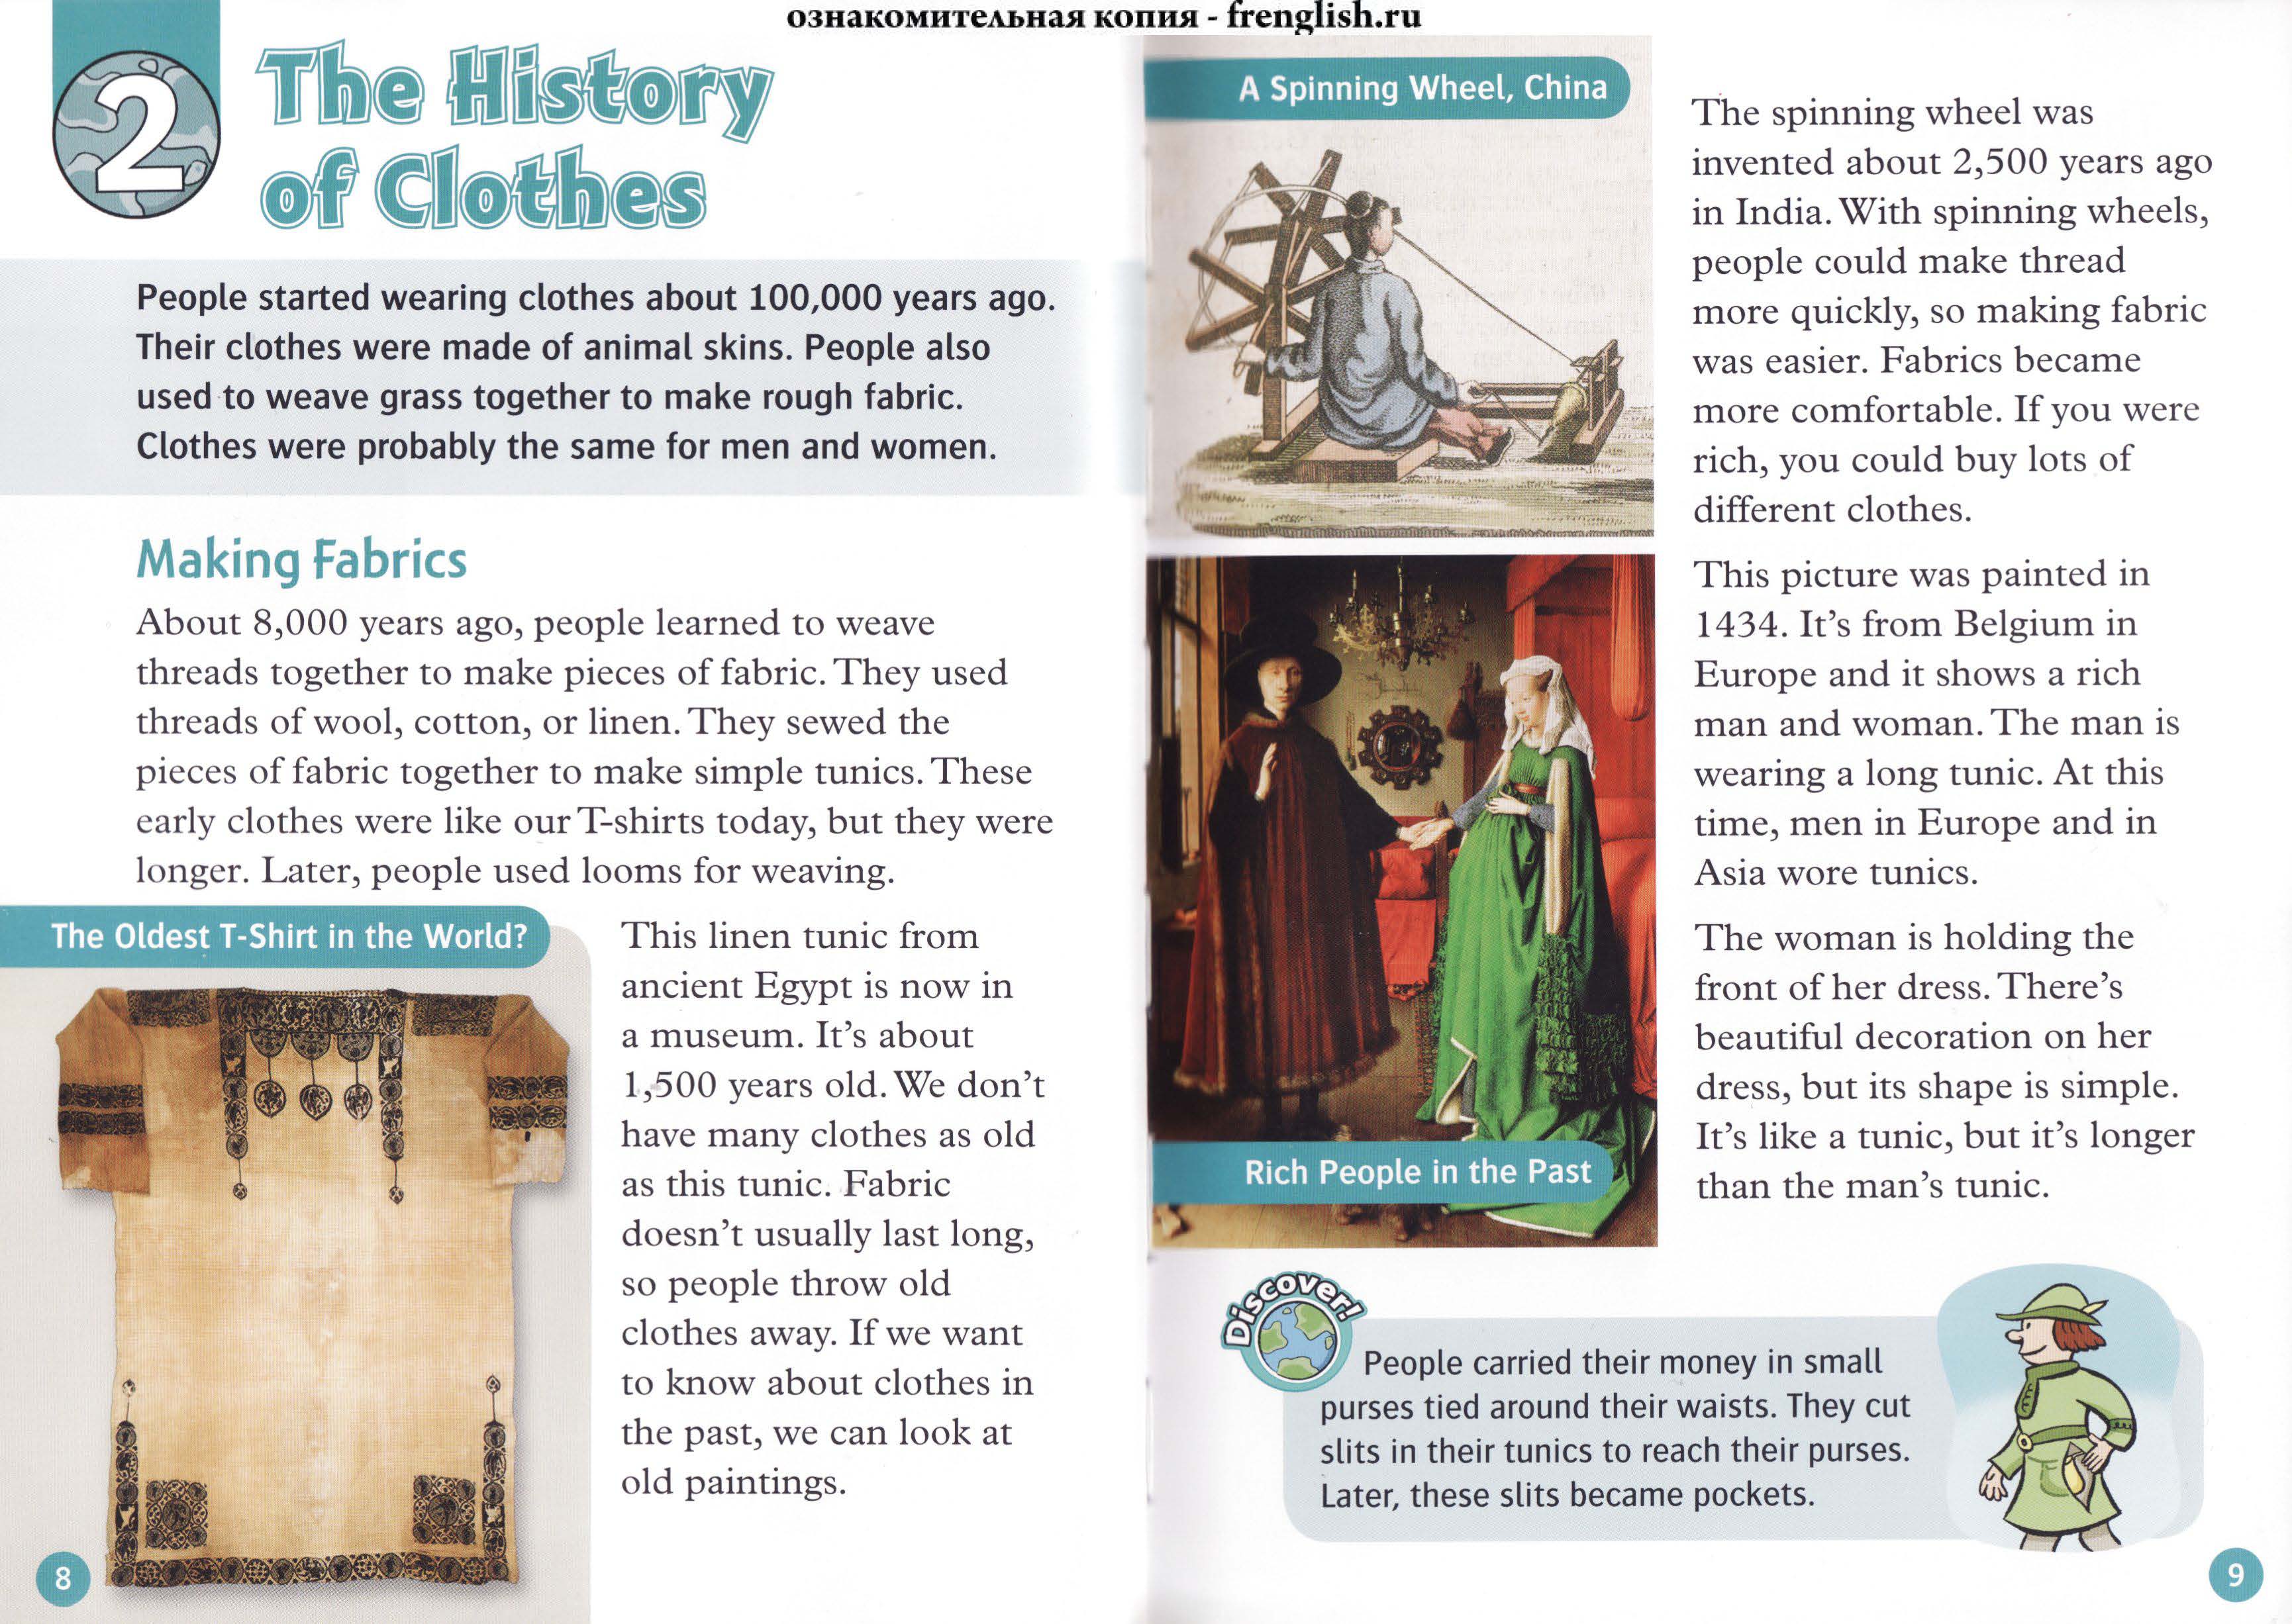 ознакомительная копия - frenglish.ru
2
The History
of Clothes
People started wearing clothes about 100,000 years ago.
Their clothes were made of animal skins. People also
used to weave grass together to make rough fabric.
Clothes were probably the same for men and women.
Making Fabrics
About 8,000 years ago, people learned to weave
threads together to make pieces of fabric. They used
threads of wool, cotton, or linen. They sewed the
pieces of fabric together to make simple tunics. These
early clothes were like our T-shirts today, but they were
longer. Later, people used looms for weaving.
The Oldest T-Shirt in the World?
This linen tunic from
ancient Egypt is now in
a museum. It's about
1,500 years old. We don't
have many clothes as old
as this tunic. Fabric
doesn't usually last long,
so people throw old
clothes away. If we want
to know about clothes in
the past, we can look at
old paintings.
8
A Spinning Wheel, China
The spinning wheel was
invented about 2,500 years ago
in India. With spinning wheels,
people could make thread
more quickly, so making fabric
was easier. Fabrics became
more comfortable. If you were
rich, you could buy lots of
different clothes.
This picture was painted in
1434. It's from Belgium in
Europe and it shows a rich
man and woman. The man is
wearing a long tunic. At this
time, men in Europe and in
Asia wore tunics.
The woman is holding the
front of her dress. There's
beautiful decoration on her
dress, but its shape is simple.
It's like a tunic, but it's longer
than the man's tunic.
Rich People in the Past
Discover!
People carried their money in small
purses tied around their waists. They cut
slits in their tunics to reach their purses.
Later, these slits became pockets.
9